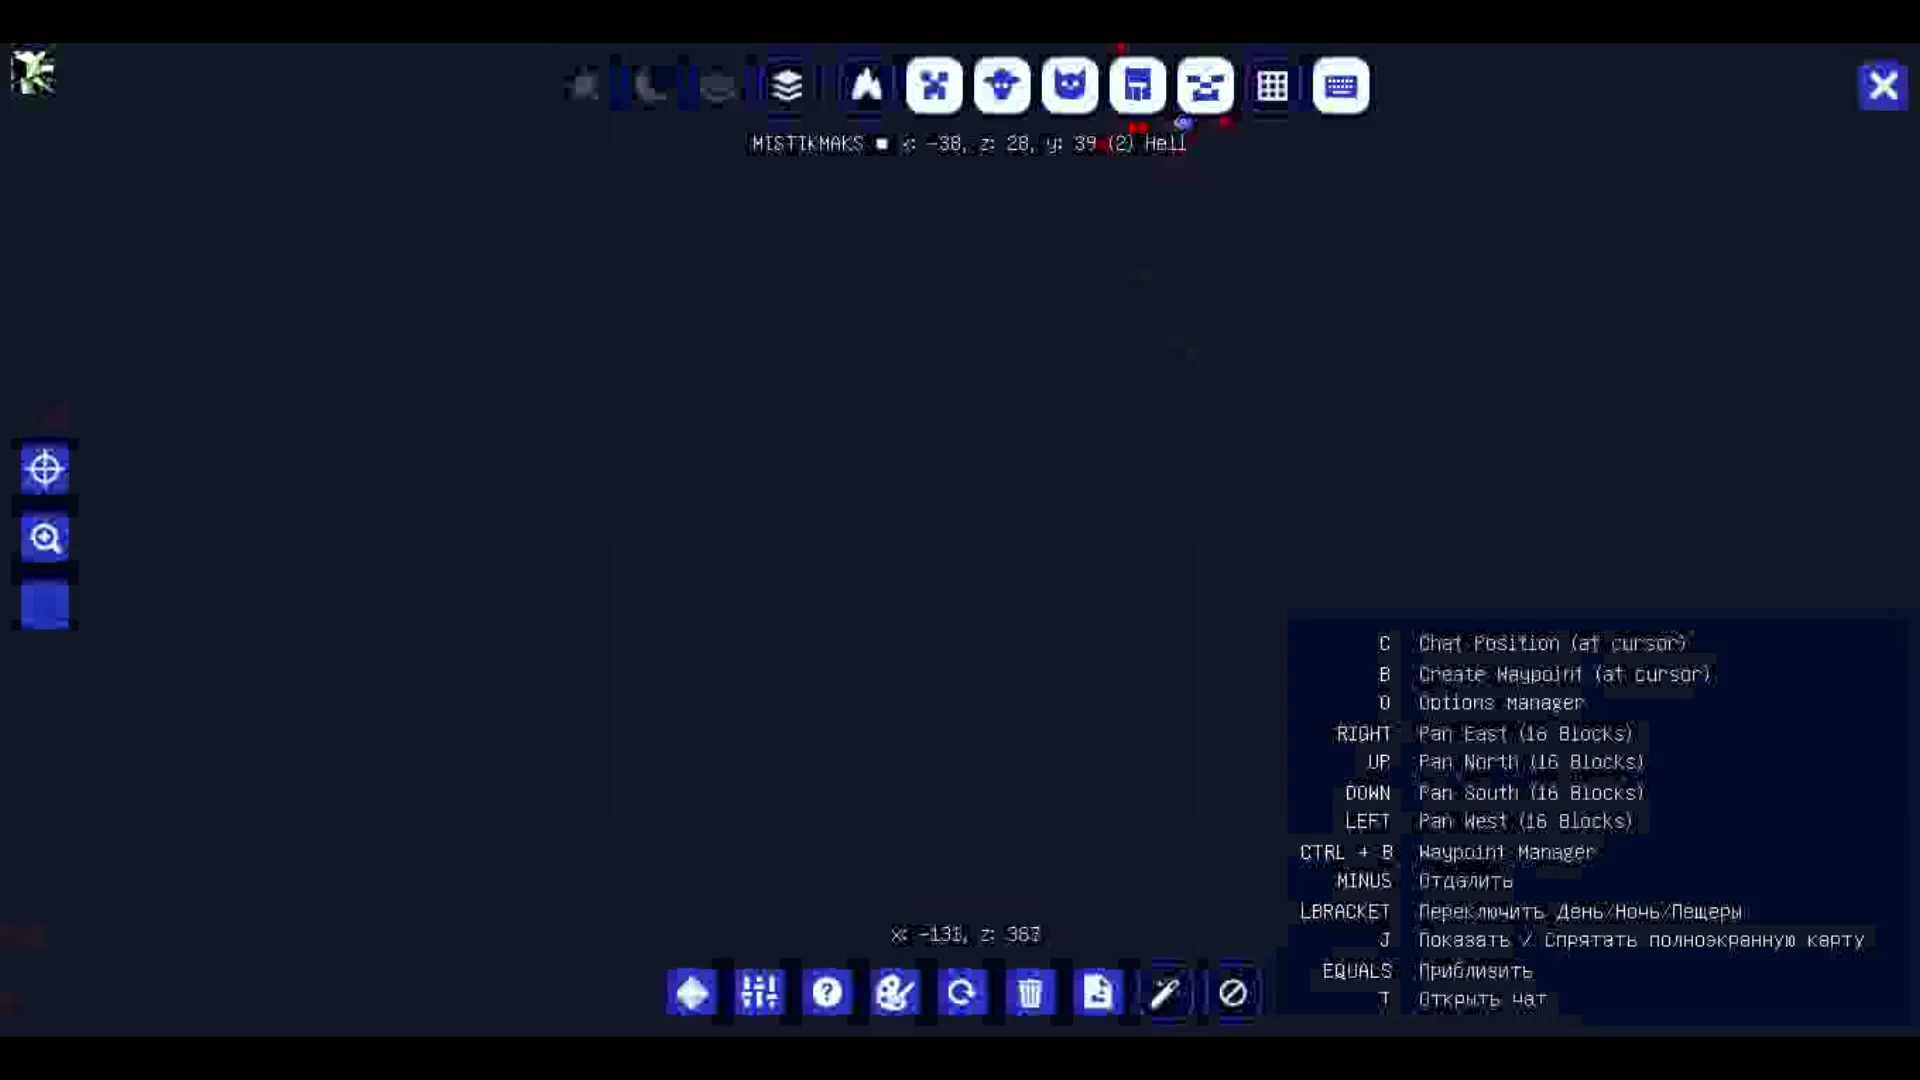 MISTIKMAKS ■ x: -38, z: 28, y: 39 (2) Hell
C Chat Position (at cursor)
B Create Waypoint (at cursor)
O Options Manager
RIGHT Pan East (16 Blocks)
UP Pan North (16 Blocks)
DOWN Pan South (16 Blocks)
LEFT Pan West (16 Blocks)
CTRL + B Waypoint Manager
MINUS Отдалить
LBRACKET Переключить День/Ночь/Пещеры
J Показать / Спрятать полноэкранную карту
EQUALS Приблизить
T Открыть чат
x: -131, z: 367